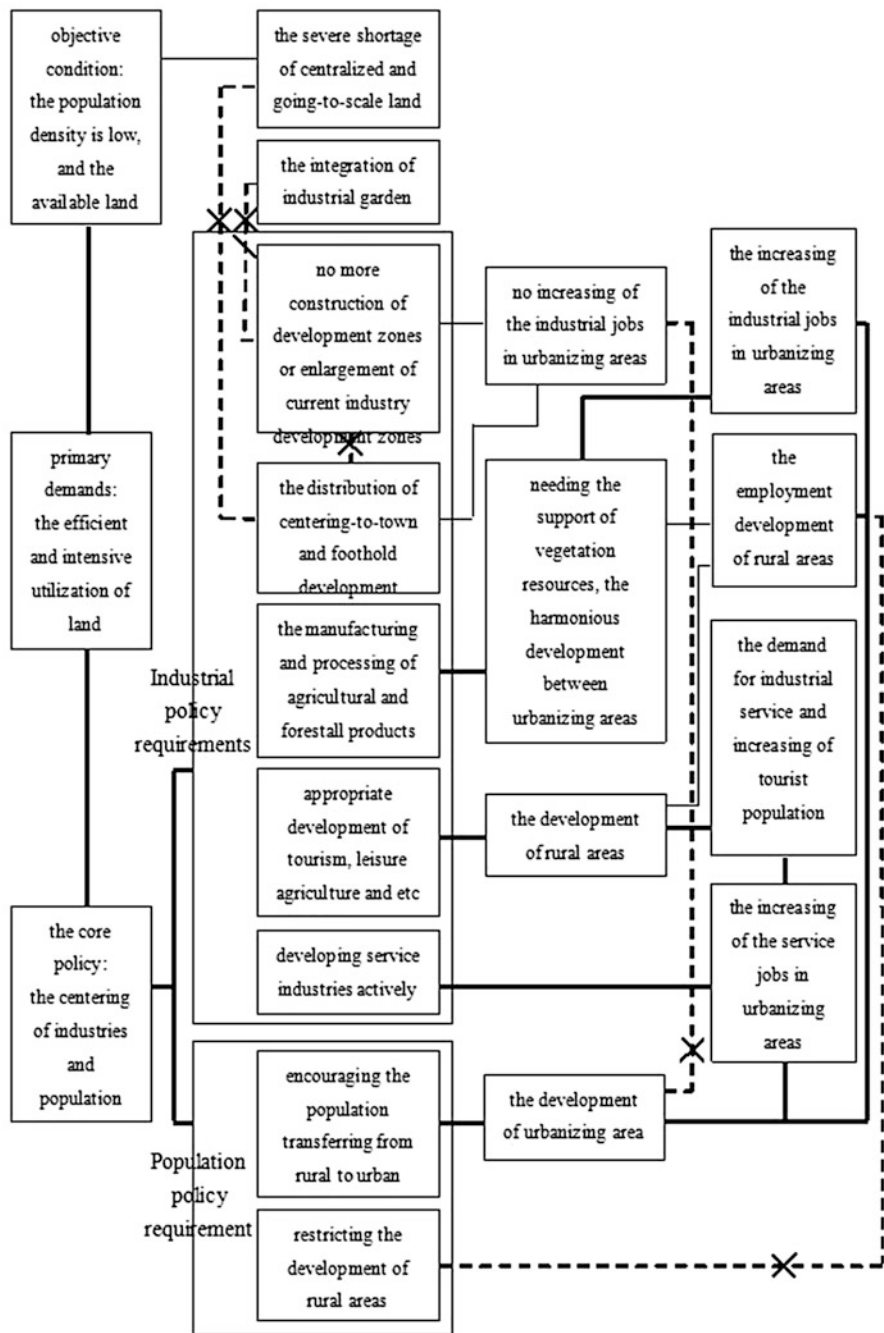 objective
condition:
the population
density is low,
and the
available land
the severe shortage
of centralized and
going-to-scale land
the integration of
industrial garden
no more
construction of
development zones
or enlargement of
current industry
development zones
no increasing of
the industrial jobs
in urbanizing areas
the increasing
of the
industrial jobs
in urbanizing
areas
primary
demands:
the efficient
and intensive
utilization of
land
the distribution of
centering-to-town
and foothold
development
needing the
support of
vegetation
resources, the
harmonious
development
between
urbanizing areas
the
employment
development
of rural areas
Industrial
policy
requirements
the manufacturing
and processing of
agricultural and
forestall products
the demand
for industrial
service and
increasing of
tourist
population
appropriate
development of
tourism, leisure
agriculture and etc
the development
of rural areas
the core
policy:
the centering
of industries
and
population
developing service
industries actively
the increasing
of the service
jobs in
urbanizing
areas
Population
policy
requirement
encouraging the
population
transferring from
rural to urban
the development
of urbanizing area
restricting the
development of
rural areas